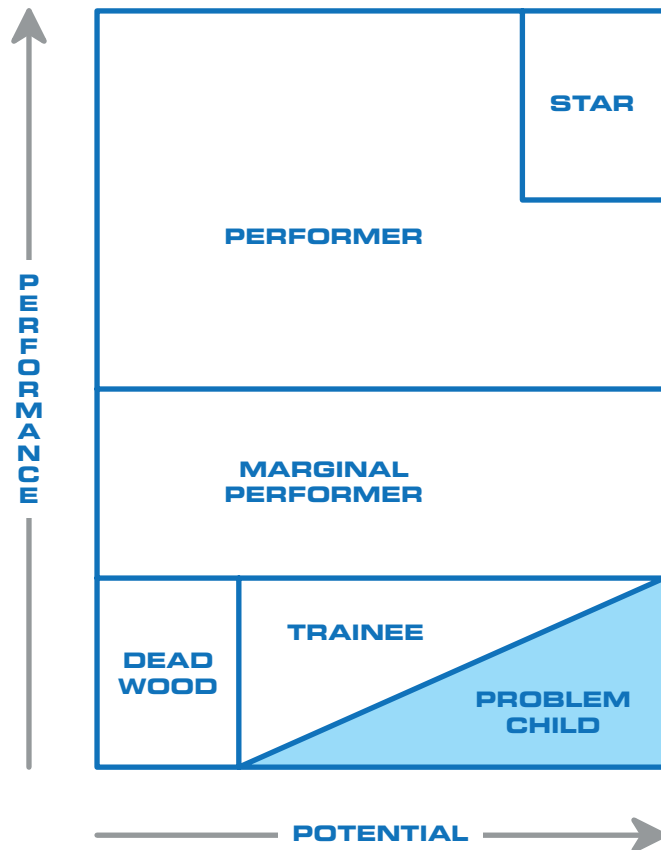 STAR
PERFORMER
PERFORMANCE
MARGINAL
PERFORMER
TRAINEE
DEAD
WOOD
PROBLEM
CHILD
POTENTIAL